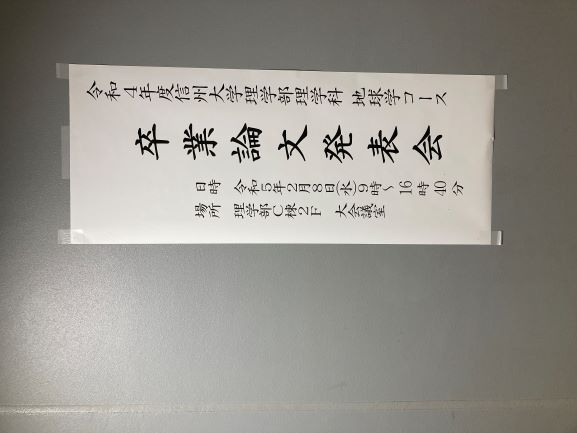 令和4年度信州大学理学部理学科 地球学コース
卒業論文発表会
日時 令和5年2月8日(水)9時～16時40分
場所 理学部C棟2F 大会議室